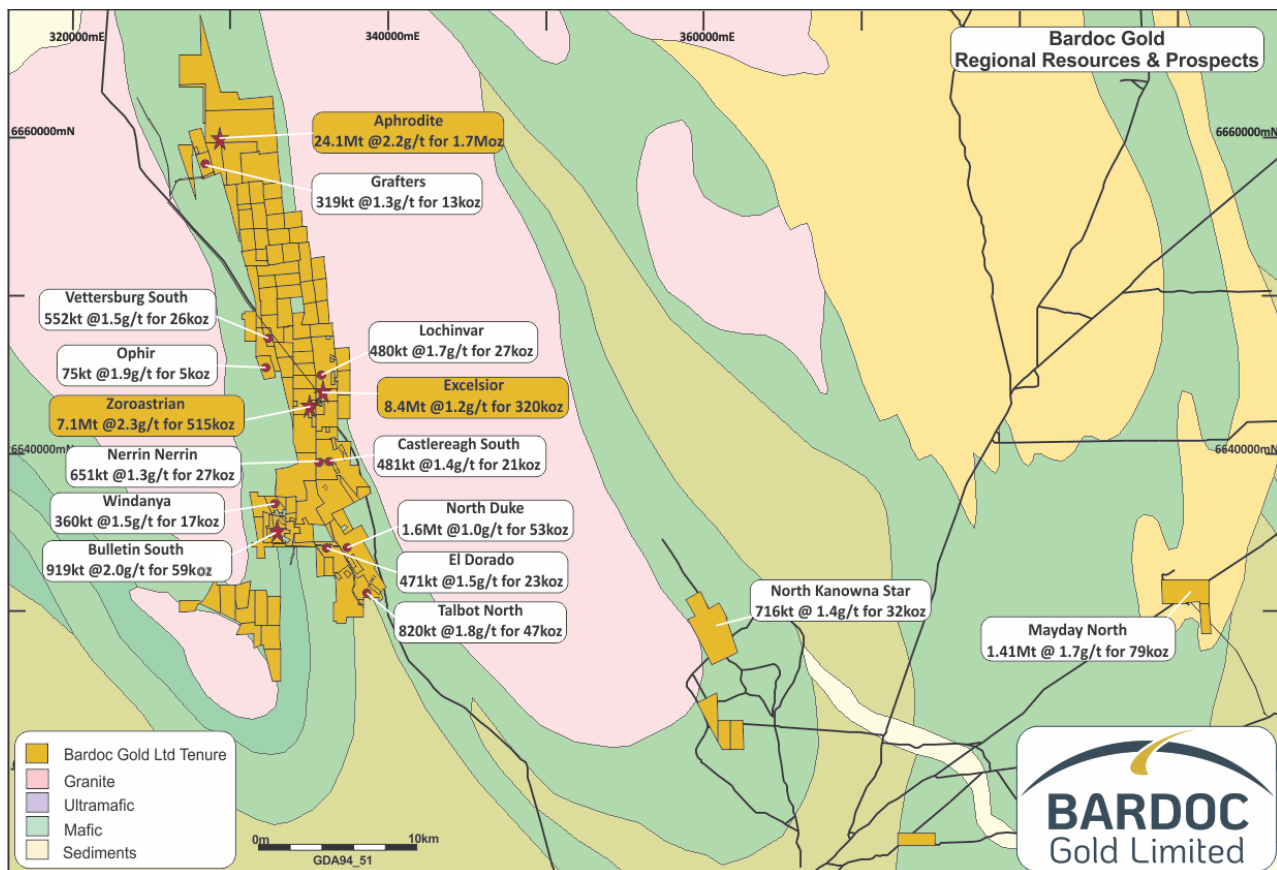 320000mE
340000mE
360000mE
Bardoc Gold
Regional Resources & Prospects
6660000mN
6660000mN
Aphrodite
24.1Mt @2.2g/t for 1.7Moz
Grafters
319kt @1.3g/t for 13koz
Vettersburg South
552kt @1.5g/t for 26koz
Lochinvar
480kt @1.7g/t for 27koz
Ophir
75kt @1.9g/t for 5koz
Excelsior
8.4Mt @1.2g/t for 320koz
Zoroastrian
7.1Mt @2.3g/t for 515koz
6640000mN
6640000mN
Nerrin Nerrin
651kt @1.3g/t for 27koz
Castlereagh South
481kt @1.4g/t for 21koz
Windanya
360kt @1.5g/t for 17koz
North Duke
1.6Mt @1.0g/t for 53koz
Bulletin South
919kt @2.0g/t for 59koz
El Dorado
471kt @1.5g/t for 23koz
Talbot North
820kt @1.8g/t for 47koz
North Kanowna Star
716kt @ 1.4g/t for 32koz
Mayday North
1.41Mt @ 1.7g/t for 79koz
Bardoc Gold Ltd Tenure
Granite
Ultramafic
Mafic
Sediments
0m
10km
GDA94_51
BARDOC
Gold Limited